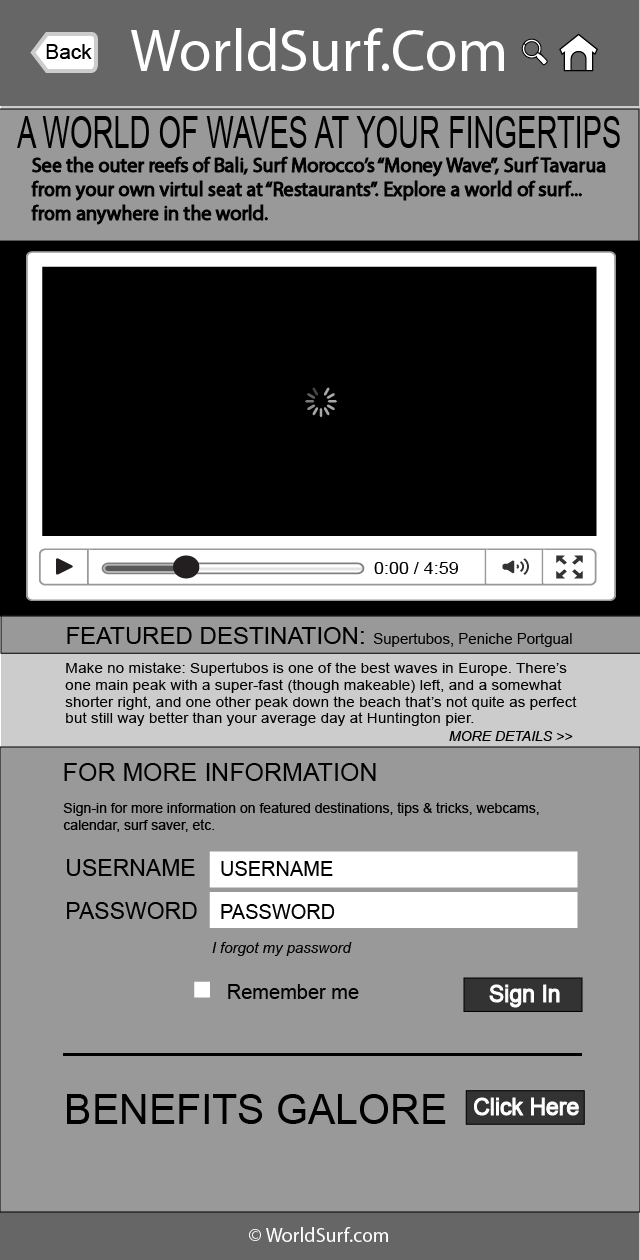 Back
WorldSurf.Com
A WORLD OF WAVES AT YOUR FINGERTIPS
See the outer reefs of Bali, Surf Morocco's "Money Wave", Surf Tavarua
from your own virtul seat at "Restaurants". Explore a world of surf...
from anywhere in the world.
0:00 / 4:59
FEATURED DESTINATION: Supertubos, Peniche Portgual
Make no mistake: Supertubos is one of the best waves in Europe. There's
one main peak with a super-fast (though makeable) left, and a somewhat
shorter right, and one other peak down the beach that's not quite as perfect
but still way better than your average day at Huntington pier.
MORE DETAILS >>
FOR MORE INFORMATION
Sign-in for more information on featured destinations, tips & tricks, webcams,
calendar, surf saver, etc.
USERNAME USERNAME
PASSWORD PASSWORD
I forgot my password
Remember me Sign In
BENEFITS GALORE Click Here
© WorldSurf.com